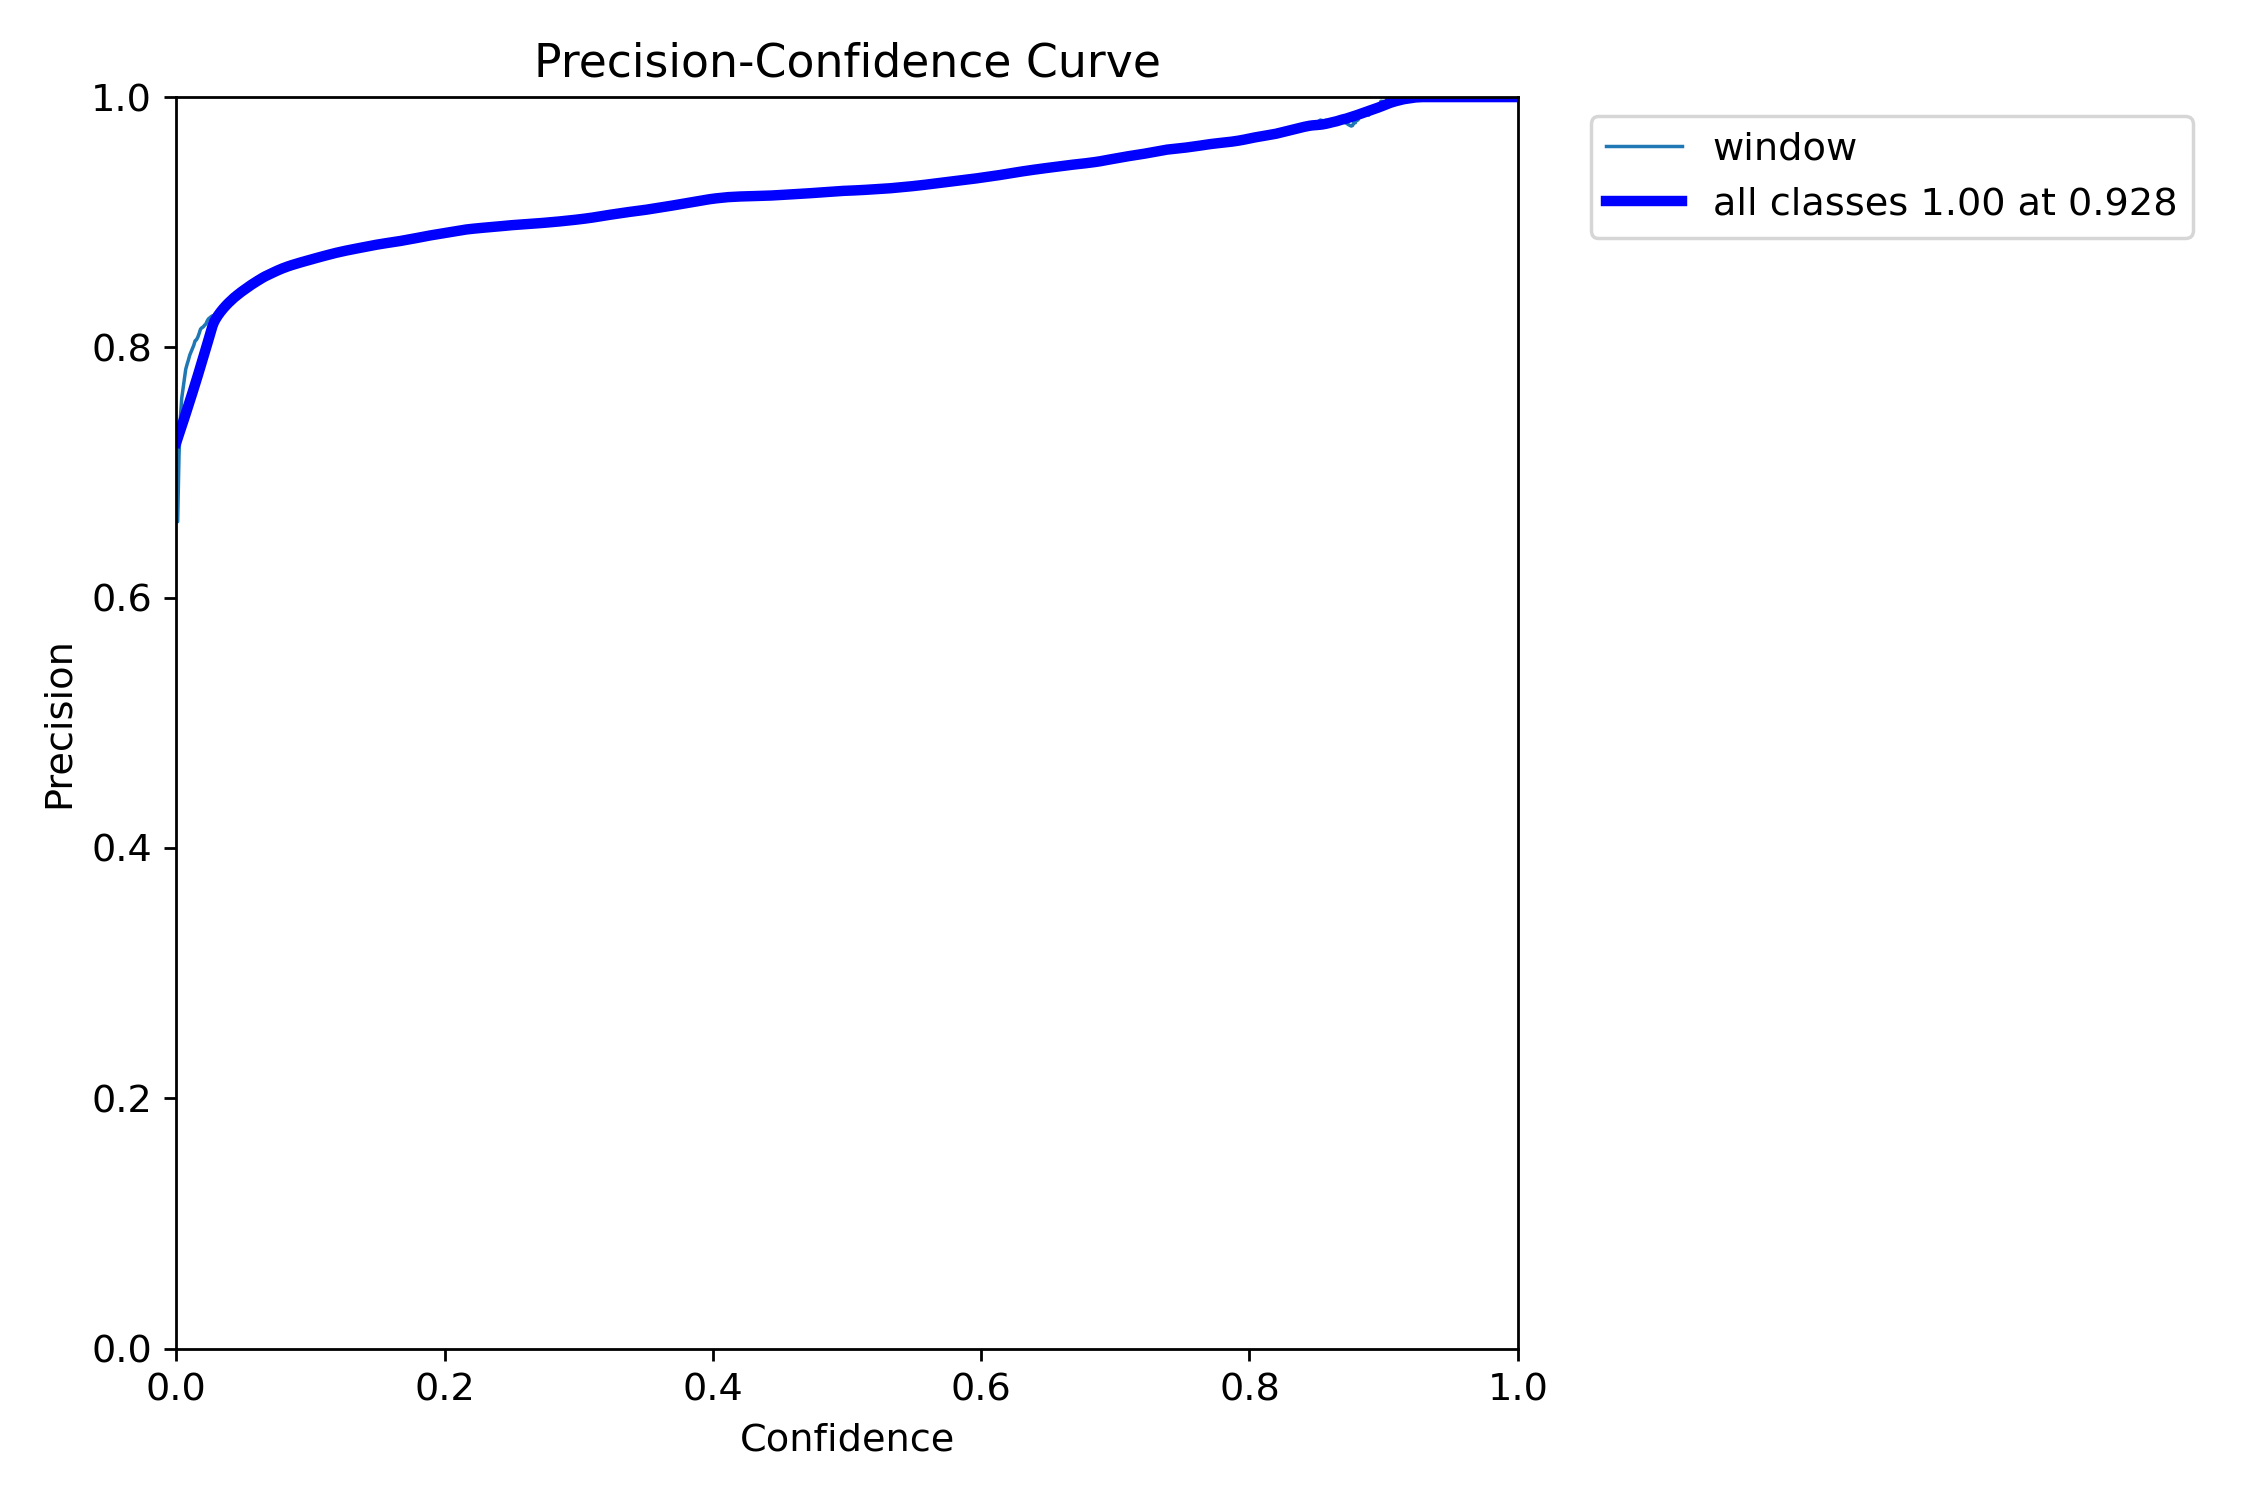 Precision-Confidence Curve
1.0
0.8
0.6
0.4
0.2
0.0
Precision
0.0 0.2 0.4 0.6 0.8 1.0
Confidence
window
all classes 1.00 at 0.928